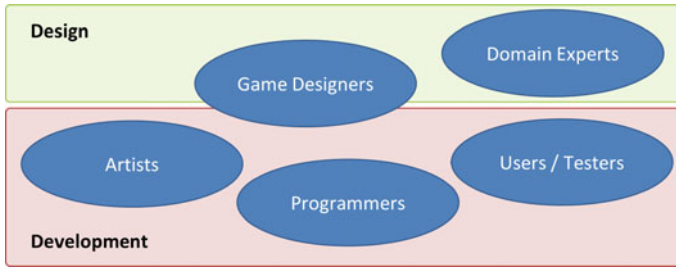 Design
Domain Experts
Game Designers
Artists
Users / Testers
Programmers
Development